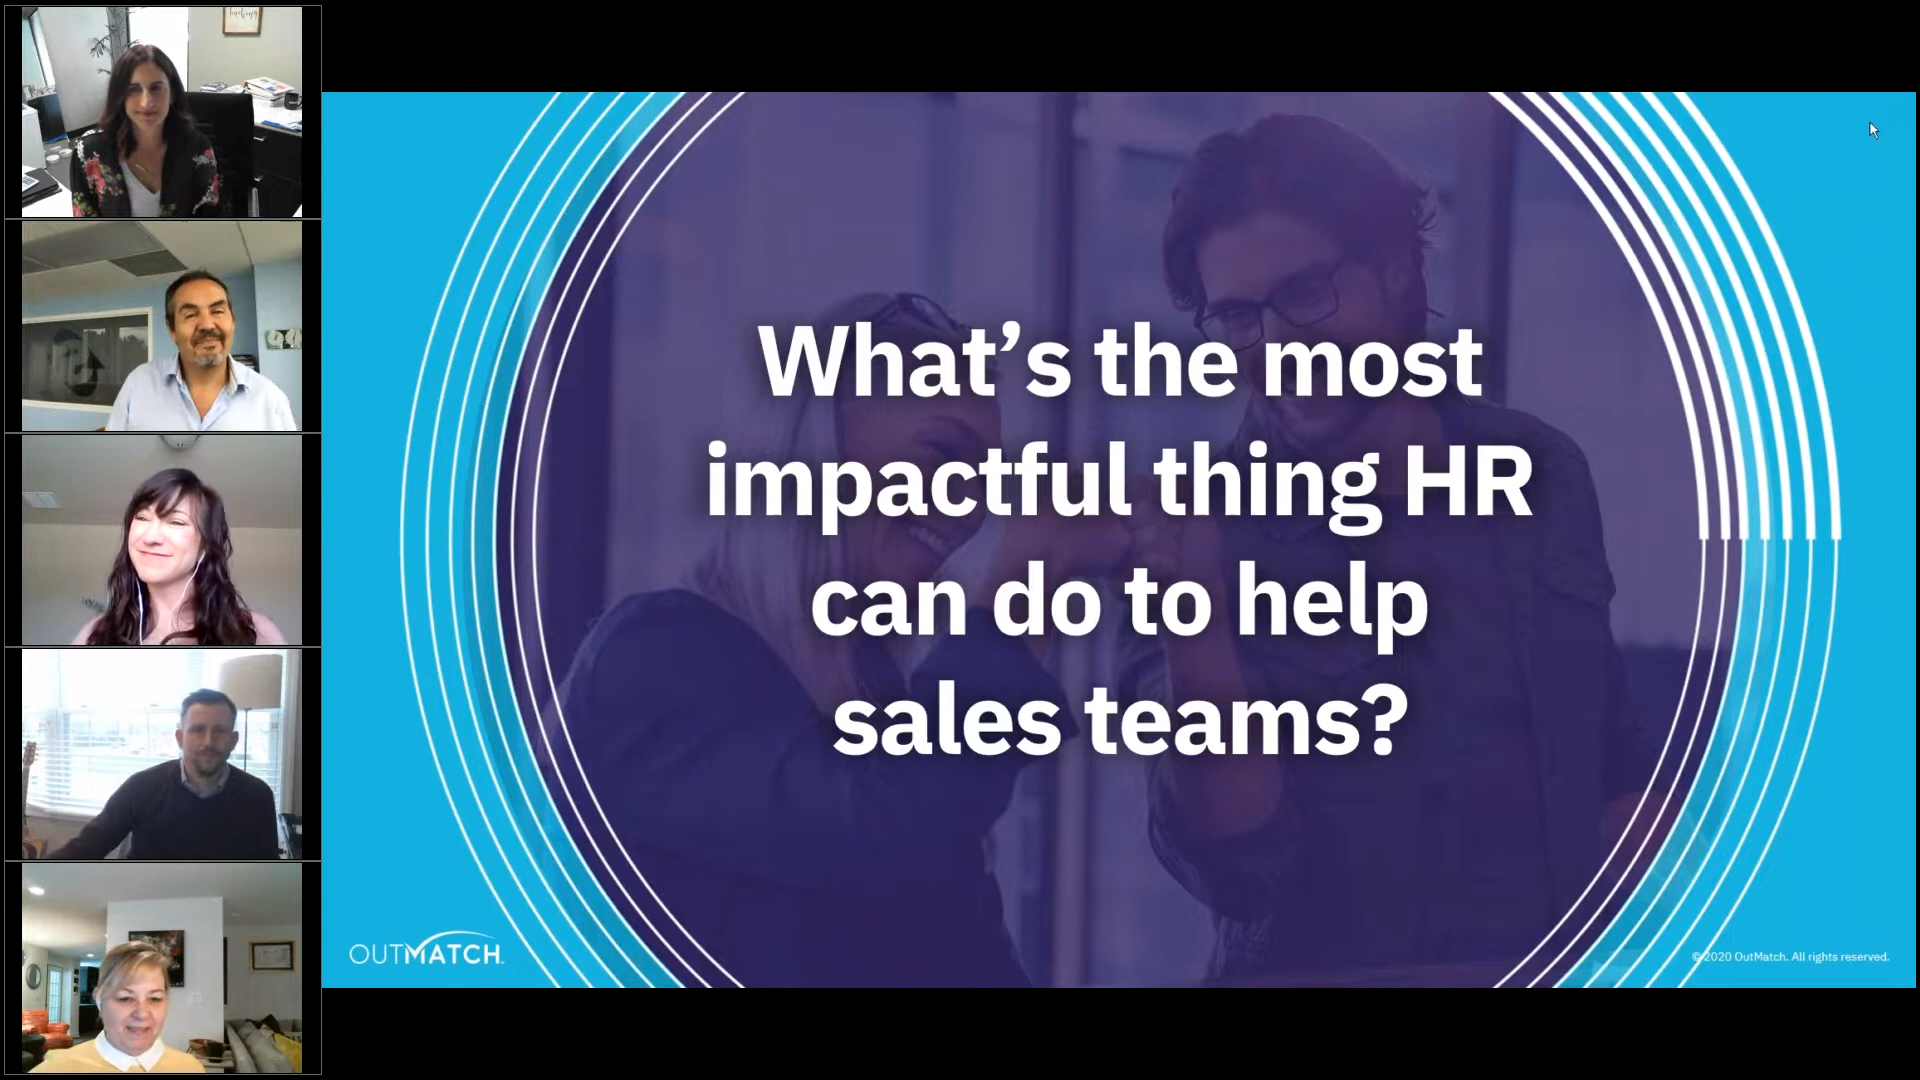 What’s the most
impactful thing HR
can do to help
sales teams?
OUTMATCH
© 2020 OutMatch. All rights reserved.